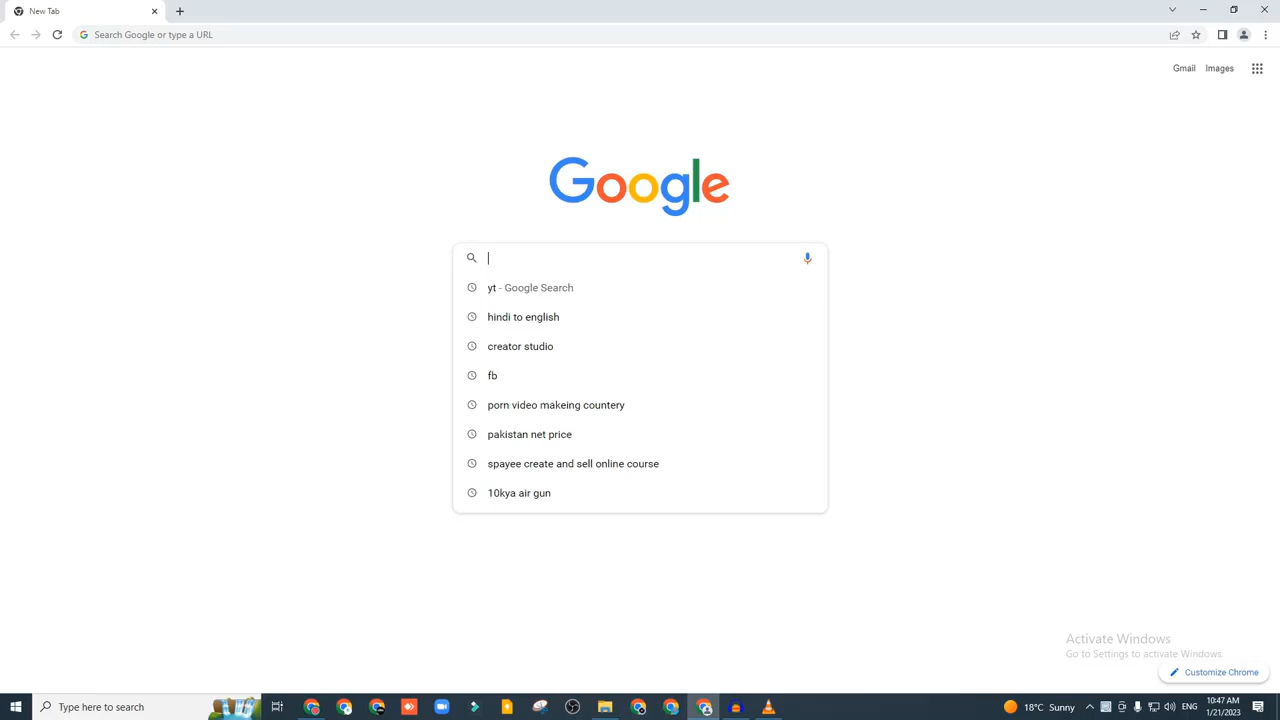 New Tab
Search Google or type a URL
Gmail Images
Google
yt - Google Search
hindi to english
creator studio
fb
porn video makeing countery
pakistan net price
spayee create and sell online course
10kya air gun
Activate Windows
Go to Settings to activate Windows.
Customize Chrome
Type here to search
18°C Sunny
ENG
10:47 AM
1/21/2023